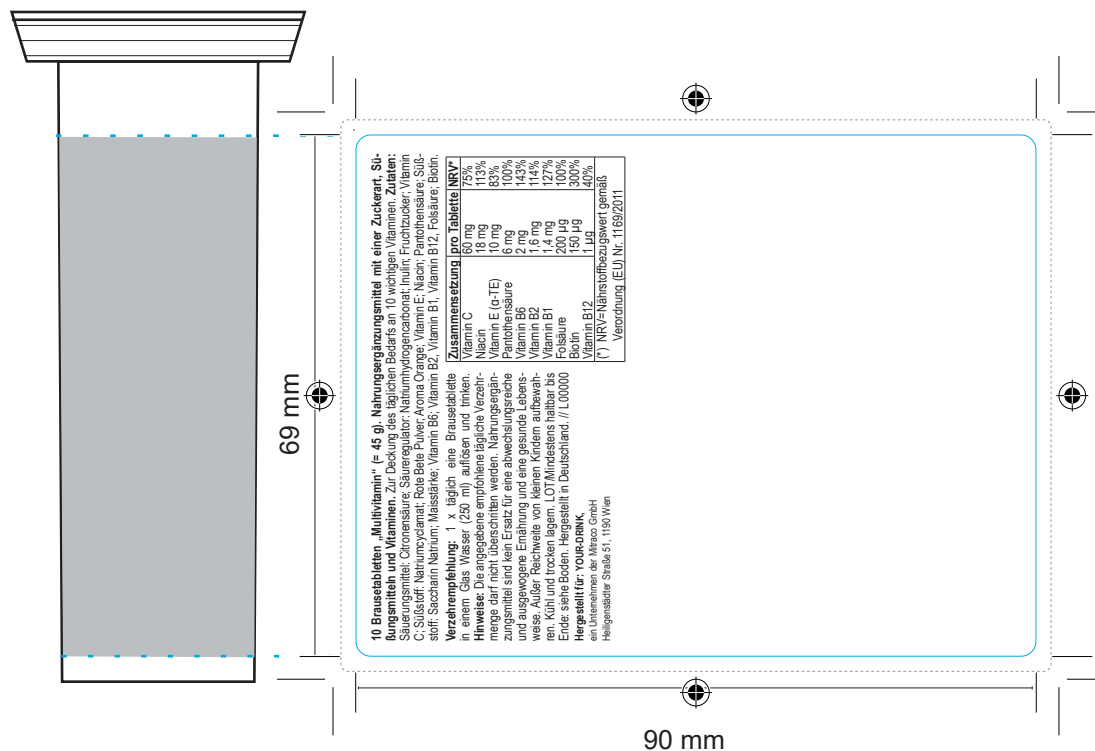 10 Brausetabletten „Multivitamin“ (= 45 g). Nahrungsergänzungsmittel mit einer Zuckerart, Sü-
ßungsmitteln und Vitaminen. Zur Deckung des täglichen Bedarfs an 10 wichtigen Vitaminen. Zutaten:
Säuerungsmittel: Citronensäure; Säureregulator: Natriumhydrogencarbonat; Inulin; Fruchtzucker; Vitamin
C; Süßstoff: Natriumcyclamat; Rote Bete Pulver; Aroma Orange; Vitamin E; Niacin; Pantothensäure; Süß-
stoff: Saccharin Natrium; Maisstärke; Vitamin B6; Vitamin B2, Vitamin B1, Vitamin B12, Folsäure; Biotin.
Verzehrempfehlung: 1 x täglich eine Brausetablette
in einem Glas Wasser (250 ml) auflösen und trinken.
Hinweise: Die angegebene empfohlene tägliche Verzehr-
menge darf nicht überschritten werden. Nahrungsergän-
zungsmittel sind kein Ersatz für eine abwechslungsreiche
und ausgewogene Ernährung und eine gesunde Lebens-
weise. Außer Reichweite von kleinen Kindern aufbewah-
ren. Kühl und trocken lagern. LOT/Mindestens haltbar bis
Ende: siehe Boden. Hergestellt in Deutschland. // L00000
Hergestellt für: YOUR-DRINK,
ein Unternehmen der Mitraco GmbH
Heiligenstädter Straße 51, 1190 Wien
Zusammensetzung pro Tablette NRV*
Vitamin C 60 mg 75%
Niacin 18 mg 113%
Vitamin E (α-TE) 10 mg 83%
Pantothensäure 6 mg 100%
Vitamin B6 2 mg 143%
Vitamin B2 1,6 mg 114%
Vitamin B1 1,4 mg 127%
Folsäure 200 µg 100%
Biotin 150 µg 300%
Vitamin B12 1 µg 40%
(*) NRV=Nährstoffbezugswert gemäß
Verordnung (EU) Nr. 1169/2011
69 mm
90 mm